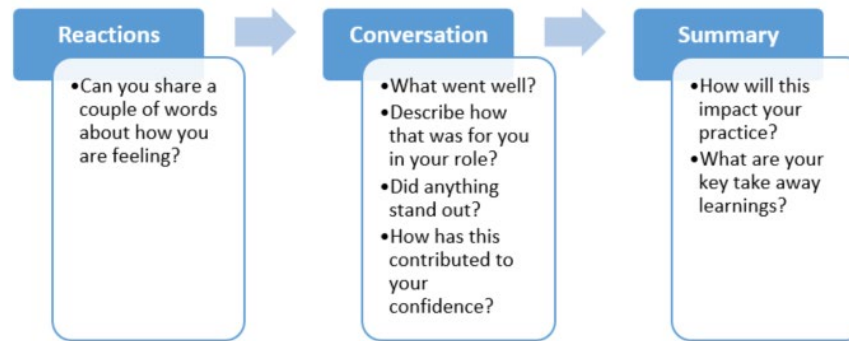 Reactions
•Can you share a
couple of words
about how you
are feeling?
Conversation
•What went well?
•Describe how
that was for you
in your role?
•Did anything
stand out?
•How has this
contributed to
your
confidence?
Summary
•How will this
impact your
practice?
•What are your
key take away
learnings?